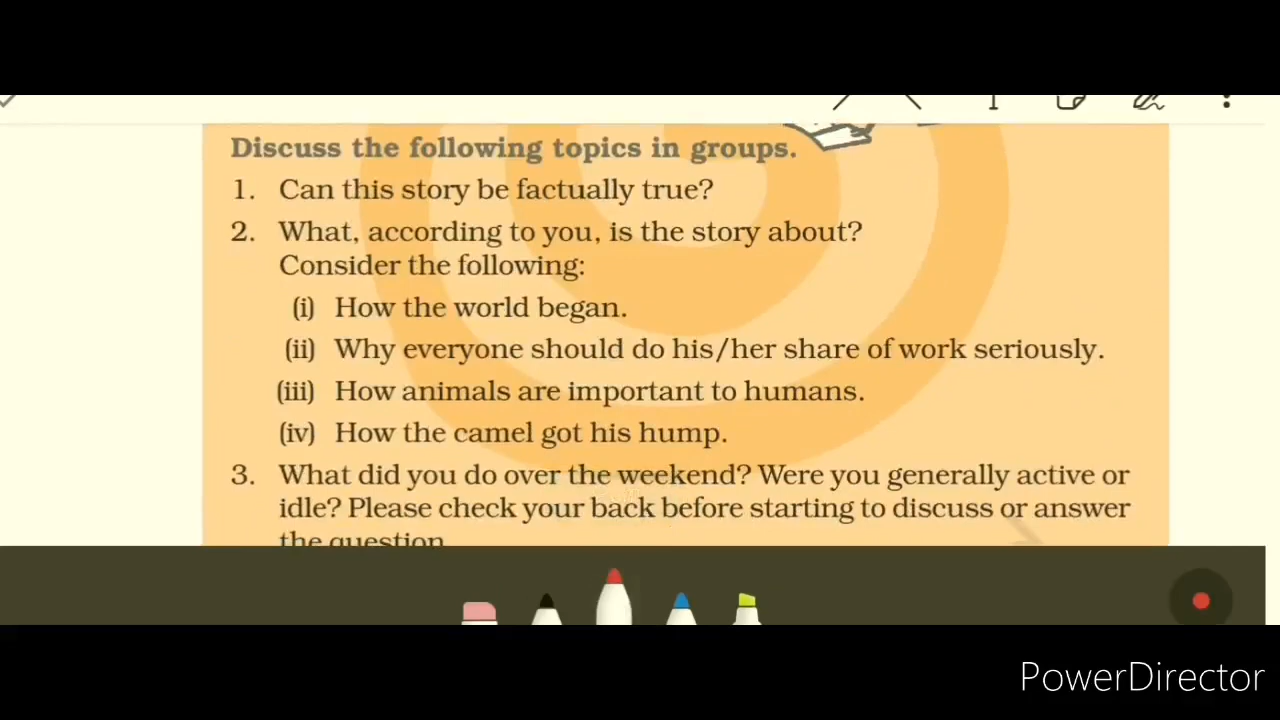 Discuss the following topics in groups.
1. Can this story be factually true?
2. What, according to you, is the story about?
Consider the following:
(i) How the world began.
(ii) Why everyone should do his/her share of work seriously.
(iii) How animals are important to humans.
(iv) How the camel got his hump.
3. What did you do over the weekend? Were you generally active or
idle? Please check your back before starting to discuss or answer
the question
PowerDirector